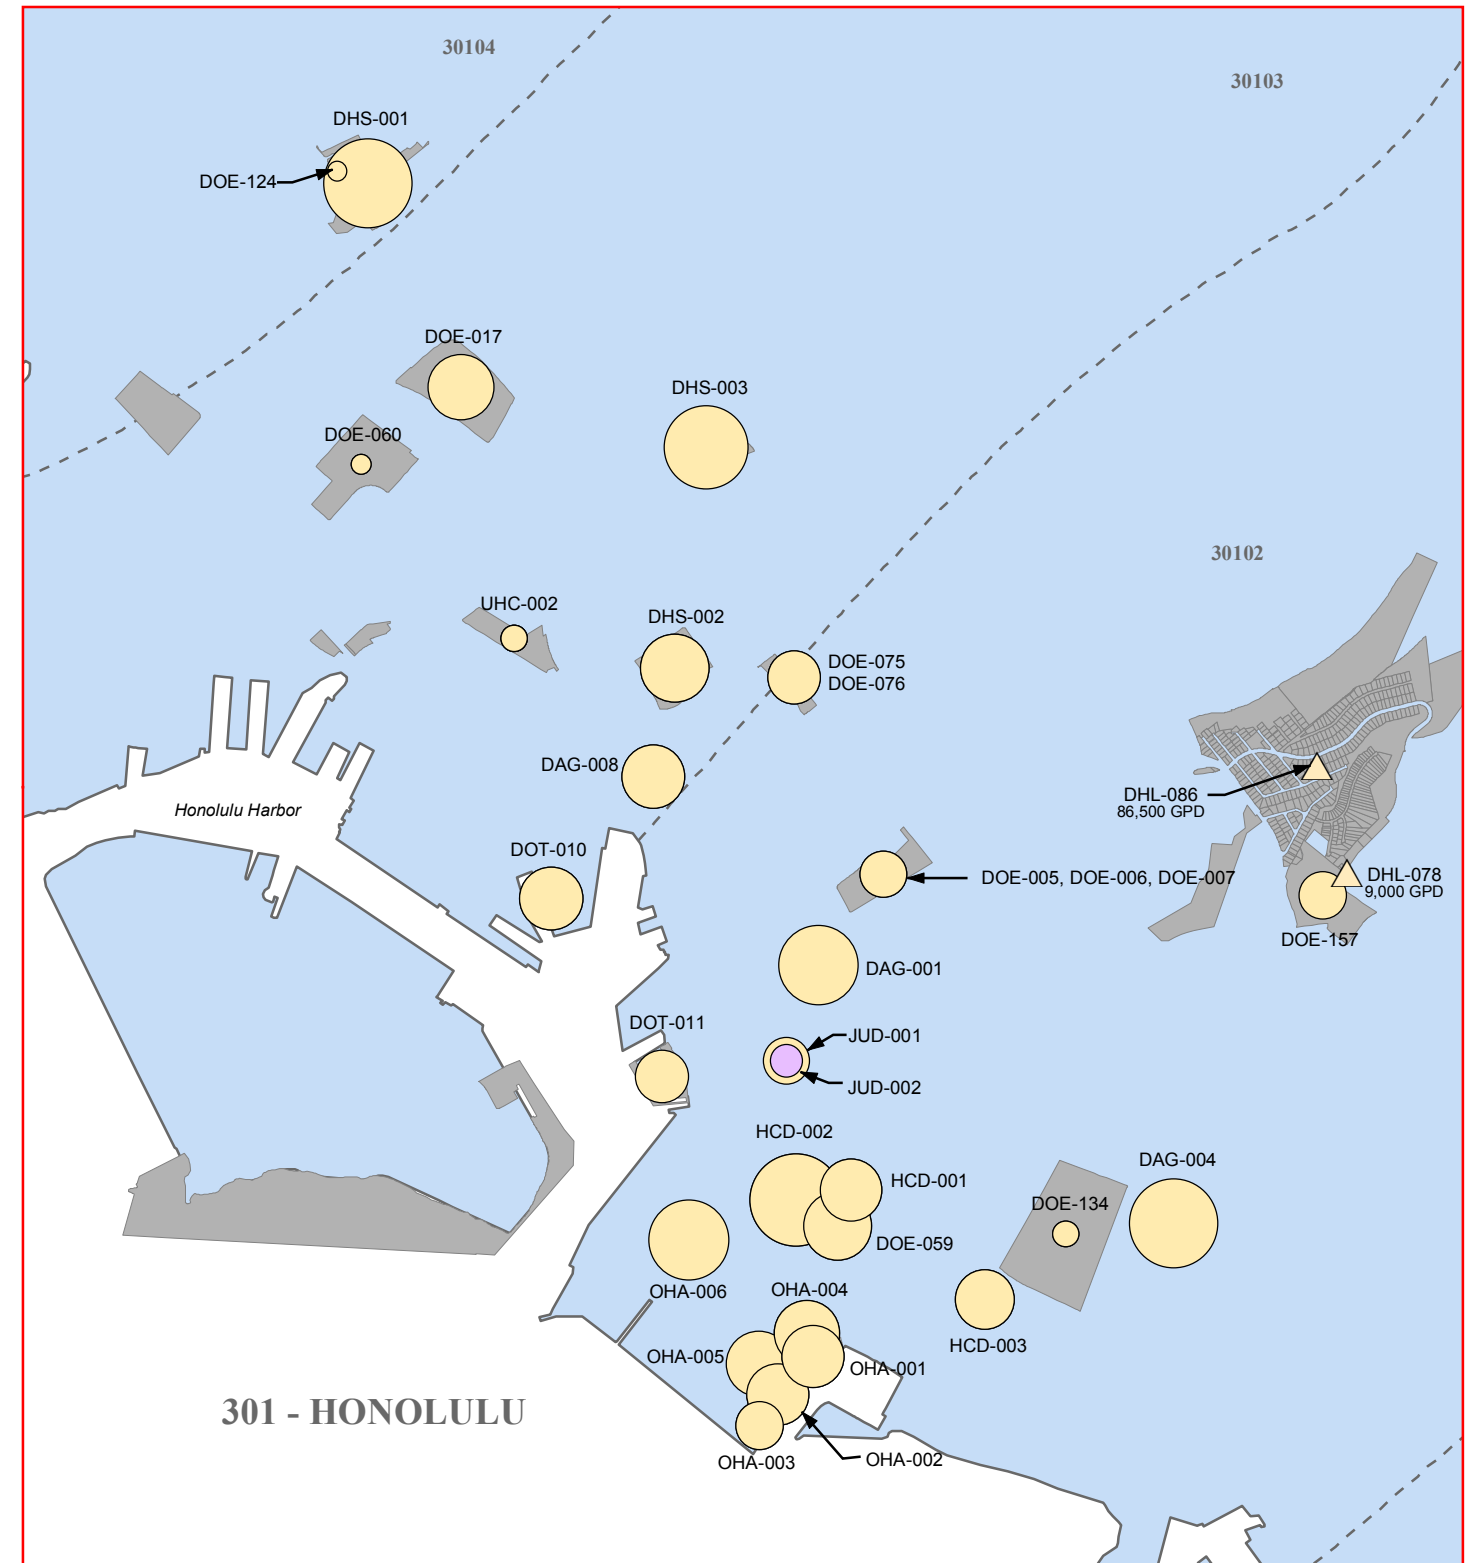 30104
30103
DHS-001
DOE-124
DOE-017
DHS-003
DOE-060
30102
UHC-002
DHS-002
DOE-075
DOE-076
DAG-008
DHL-086
86,500 GPD
Honolulu Harbor
DOT-010
DOE-005, DOE-006, DOE-007
DHL-078
9,000 GPD
DOE-157
DAG-001
DOT-011
JUD-001
JUD-002
HCD-002
DAG-004
HCD-001
DOE-134
DOE-059
OHA-006
OHA-004
HCD-003
OHA-005
OHA-001
301 - HONOLULU
OHA-003
OHA-002